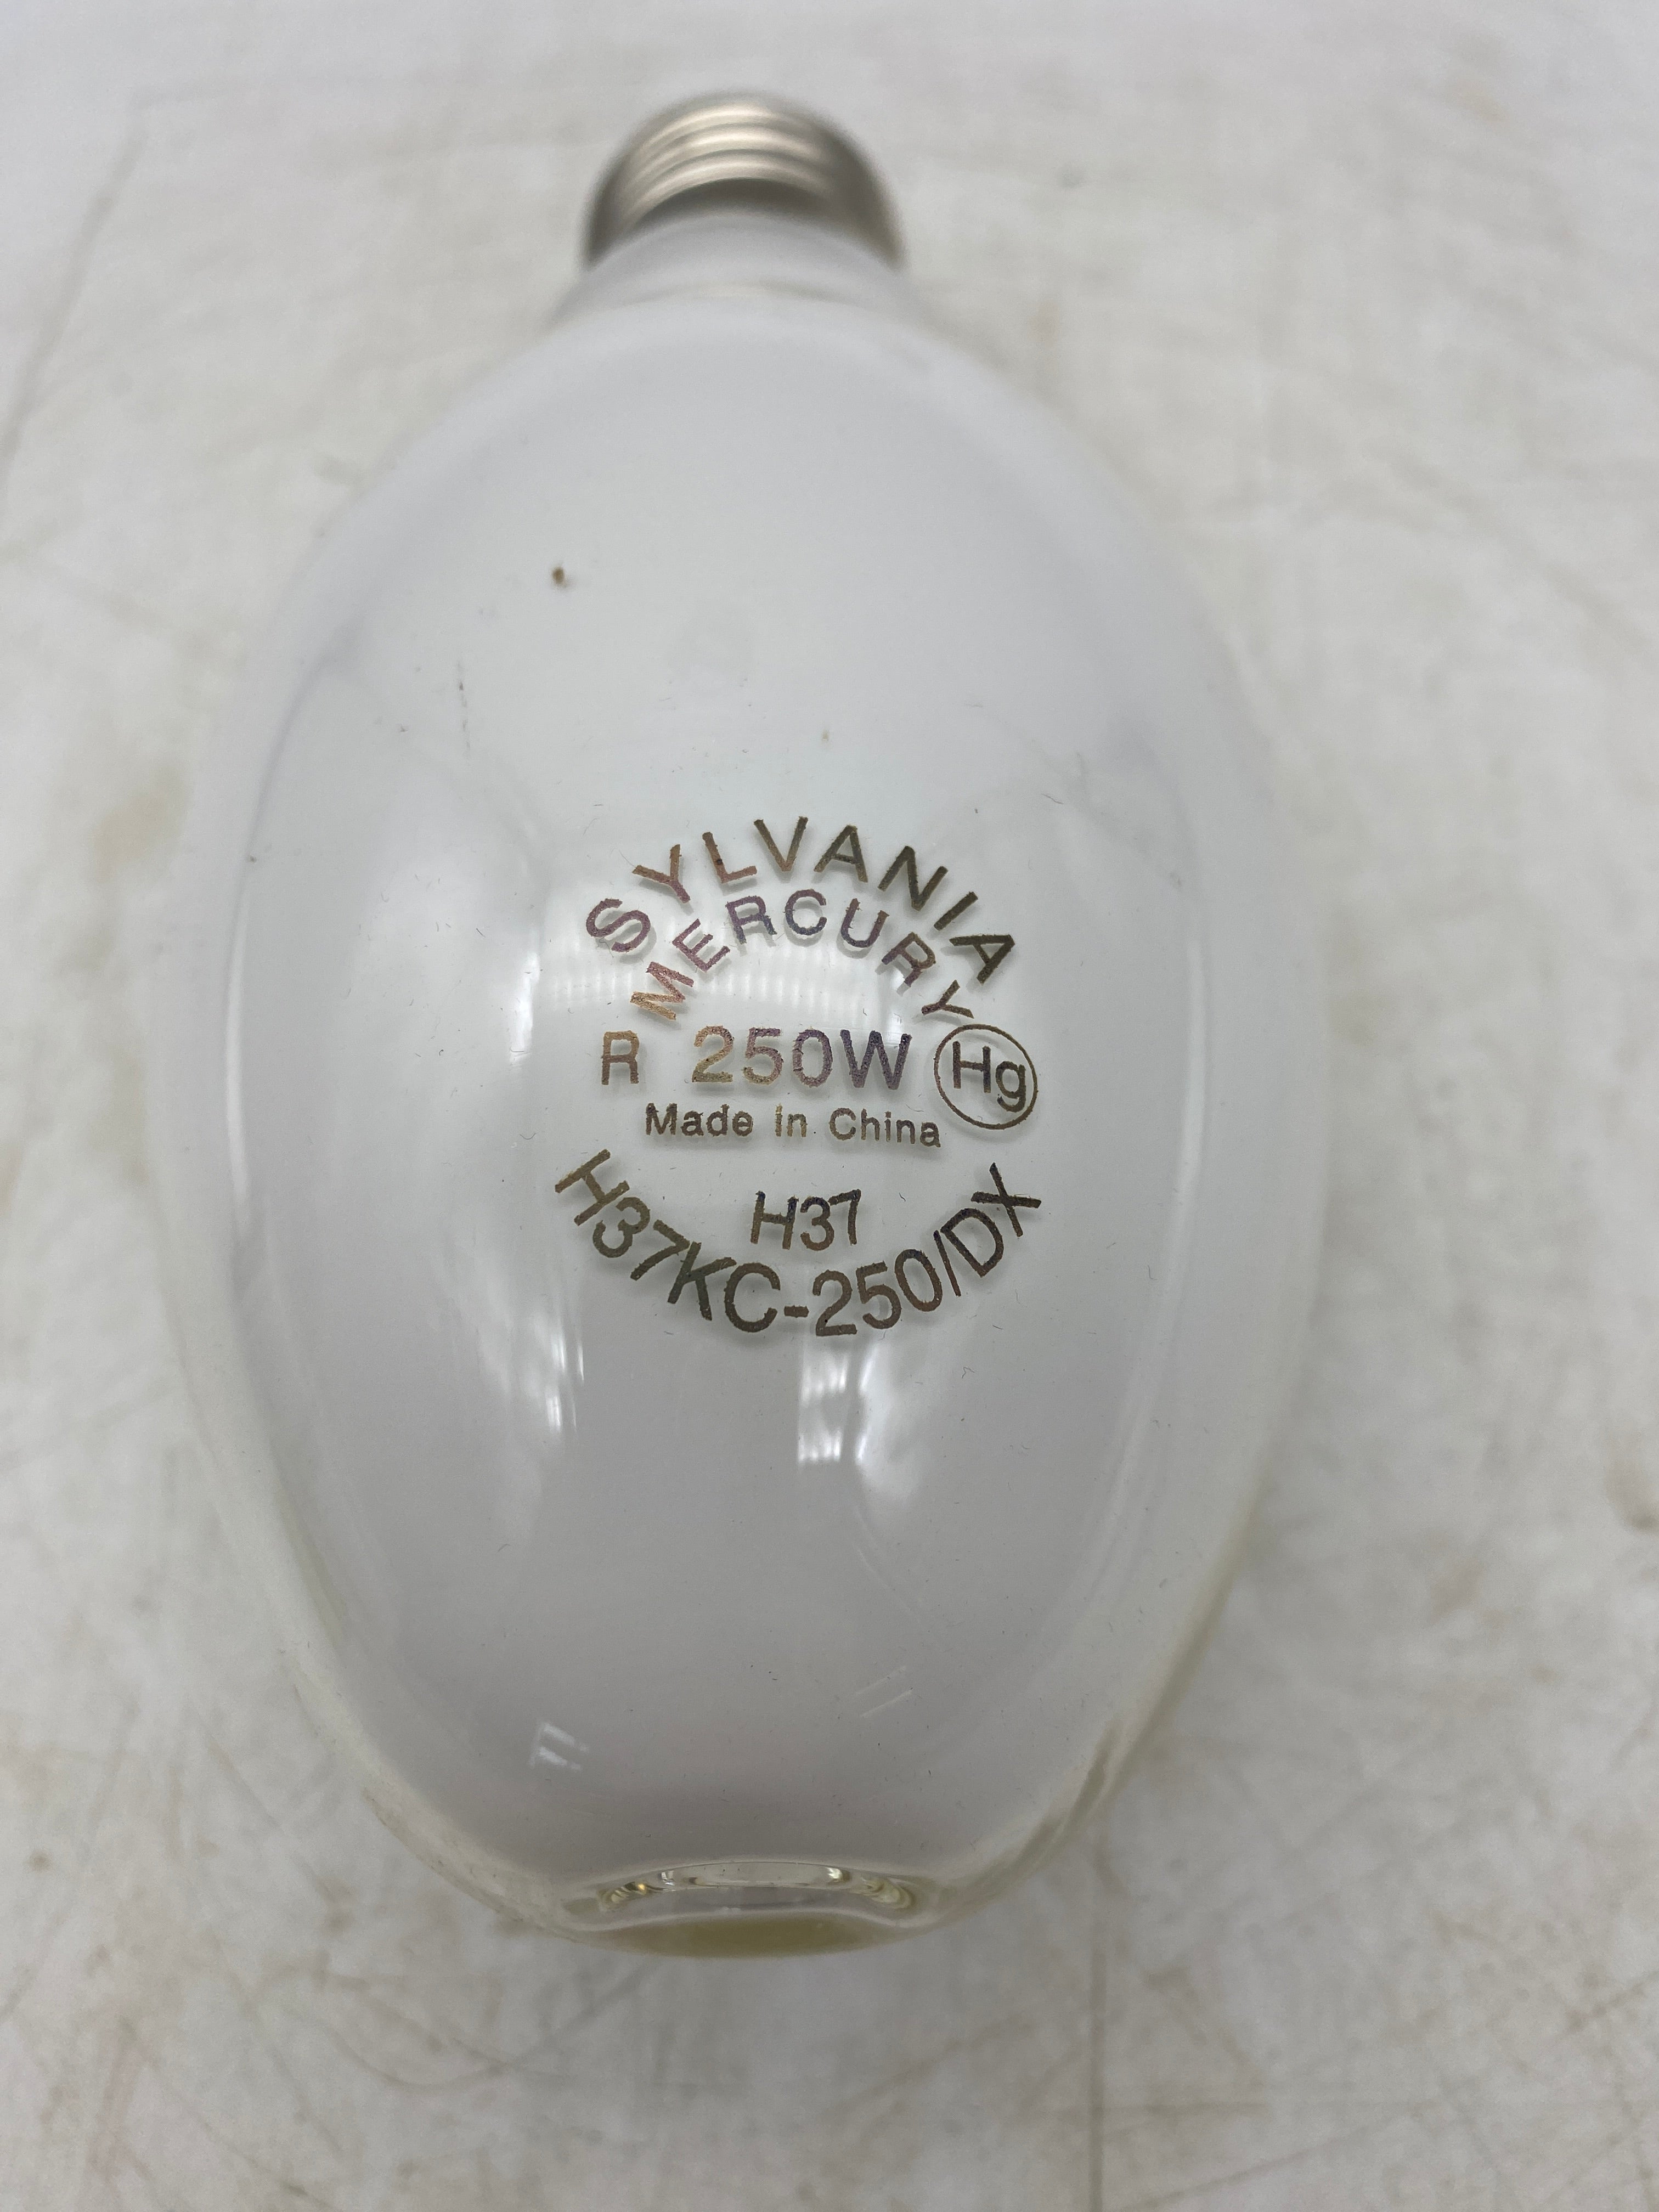 SYLVANIA
MERCURY
R 250W Hg
Made In China
H37
H37KC-250/DX